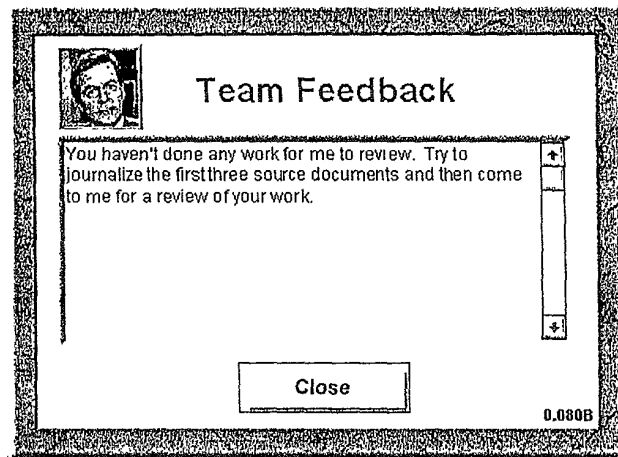 Team Feedback
You haven't done any work for me to review. Try to
journalize the first three source documents and then come
to me for a review of your work.
Close
0.080B